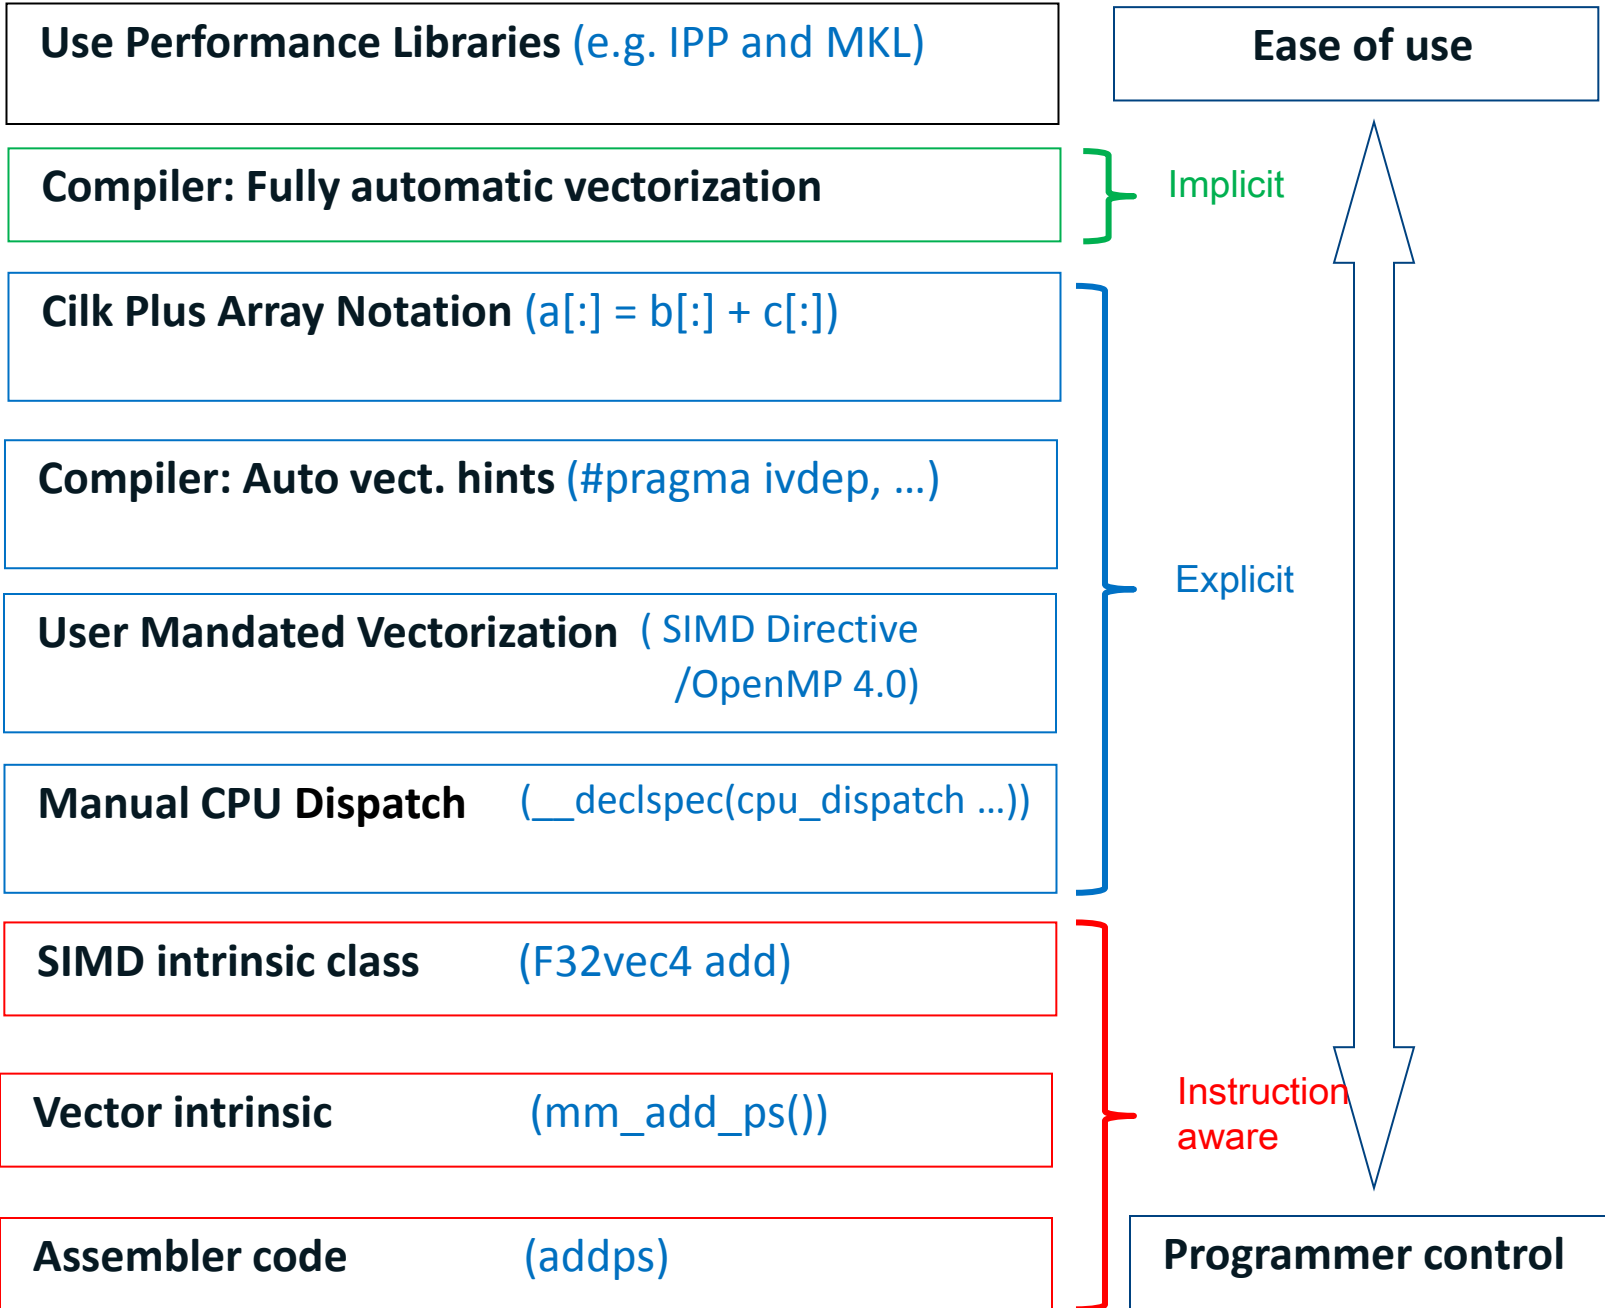 Use Performance Libraries (e.g. IPP and MKL)
Ease of use
Compiler: Fully automatic vectorization
Implicit
Cilk Plus Array Notation (a[:] = b[:] + c[:])
Compiler: Auto vect. hints (#pragma ivdep, …)
Explicit
User Mandated Vectorization ( SIMD Directive
/OpenMP 4.0)
Manual CPU Dispatch (__declspec(cpu_dispatch …))
SIMD intrinsic class (F32vec4 add)
Vector intrinsic (mm_add_ps())
Instruction
aware
Assembler code (addps)
Programmer control